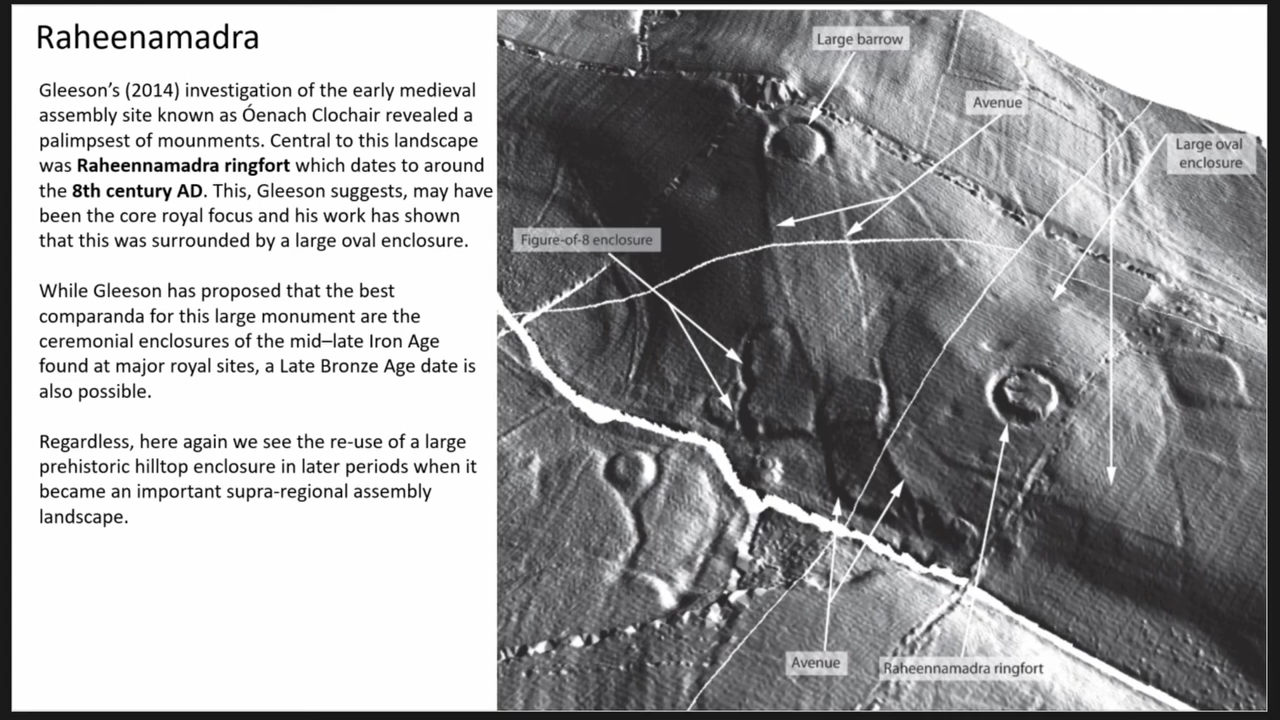 Raheenamadra
Gleeson’s (2014) investigation of the early medieval
assembly site known as Óenach Clochair revealed a
palimpsest of mounments. Central to this landscape
was Raheennamadra ringfort which dates to around
the 8th century AD. This, Gleeson suggests, may have
been the core royal focus and his work has shown
that this was surrounded by a large oval enclosure.
While Gleeson has proposed that the best
comparanda for this large monument are the
ceremonial enclosures of the mid–late Iron Age
found at major royal sites, a Late Bronze Age date is
also possible.
Regardless, here again we see the re-use of a large
prehistoric hilltop enclosure in later periods when it
became an important supra-regional assembly
landscape.
Large barrow
Avenue
Large oval
enclosure
Figure-of-8 enclosure
Avenue
Raheennamadra ringfort